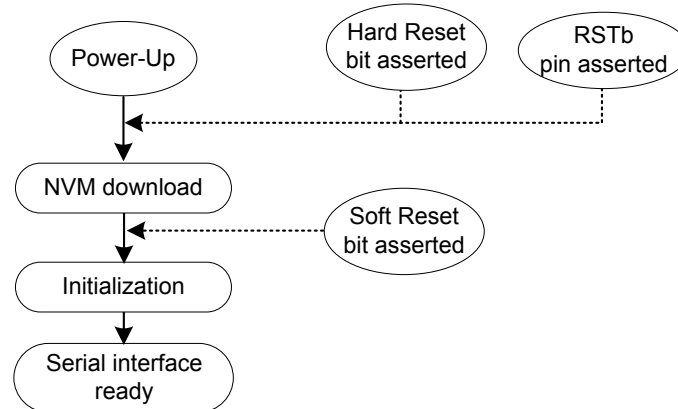 Power-Up
Hard Reset
bit asserted
RSTb
pin asserted
NVM download
Soft Reset
bit asserted
Initialization
Serial interface
ready